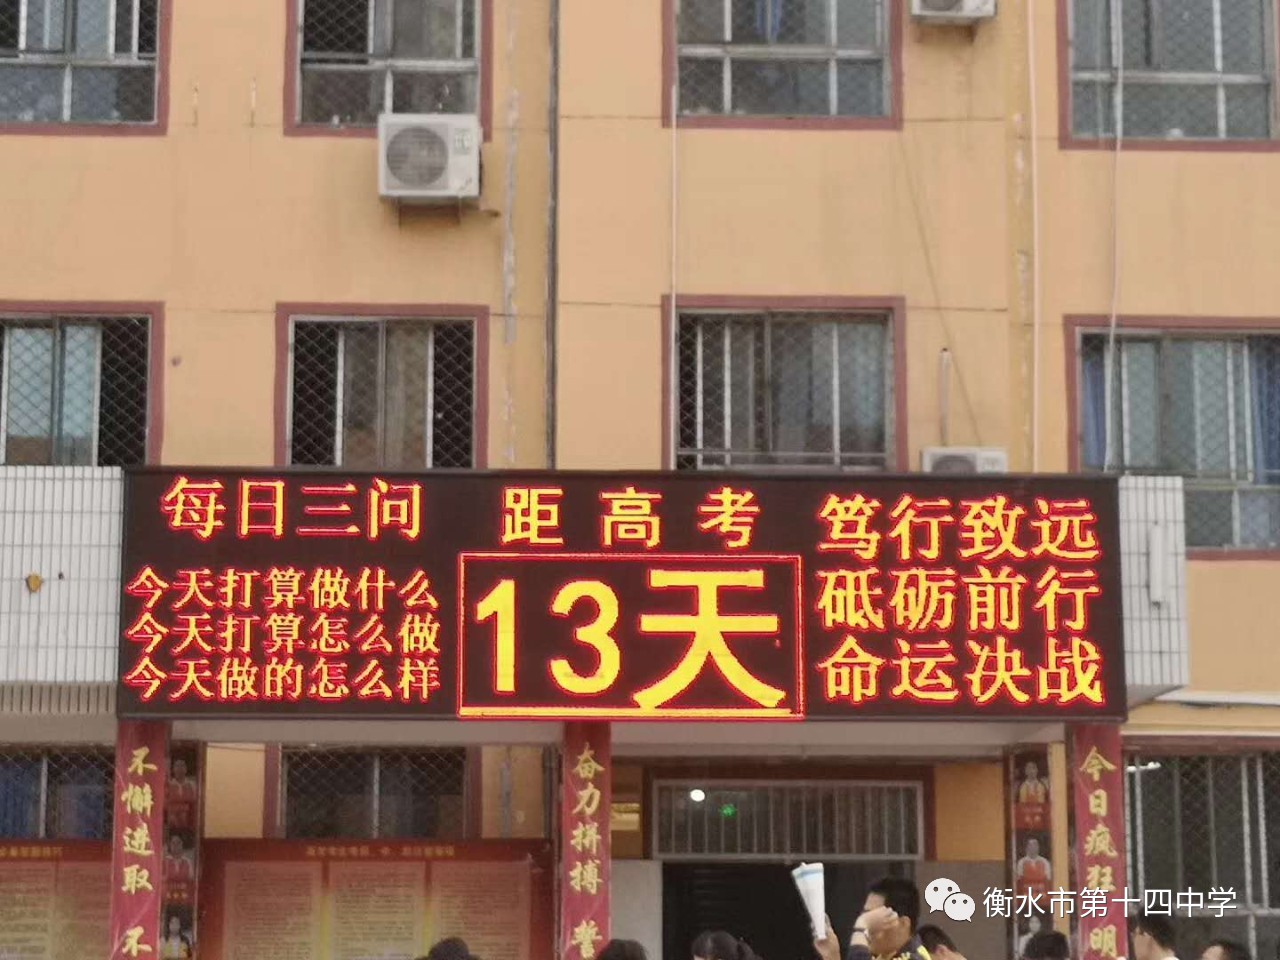 每日三问
今天打算做什么
今天打算怎么做
今天做的怎么样
距高考
13天
笃行致远
砥砺前行
命运决战
不懈进取 不
奋力拼搏 誓
今日疯狂 明
衡水市第十四中学